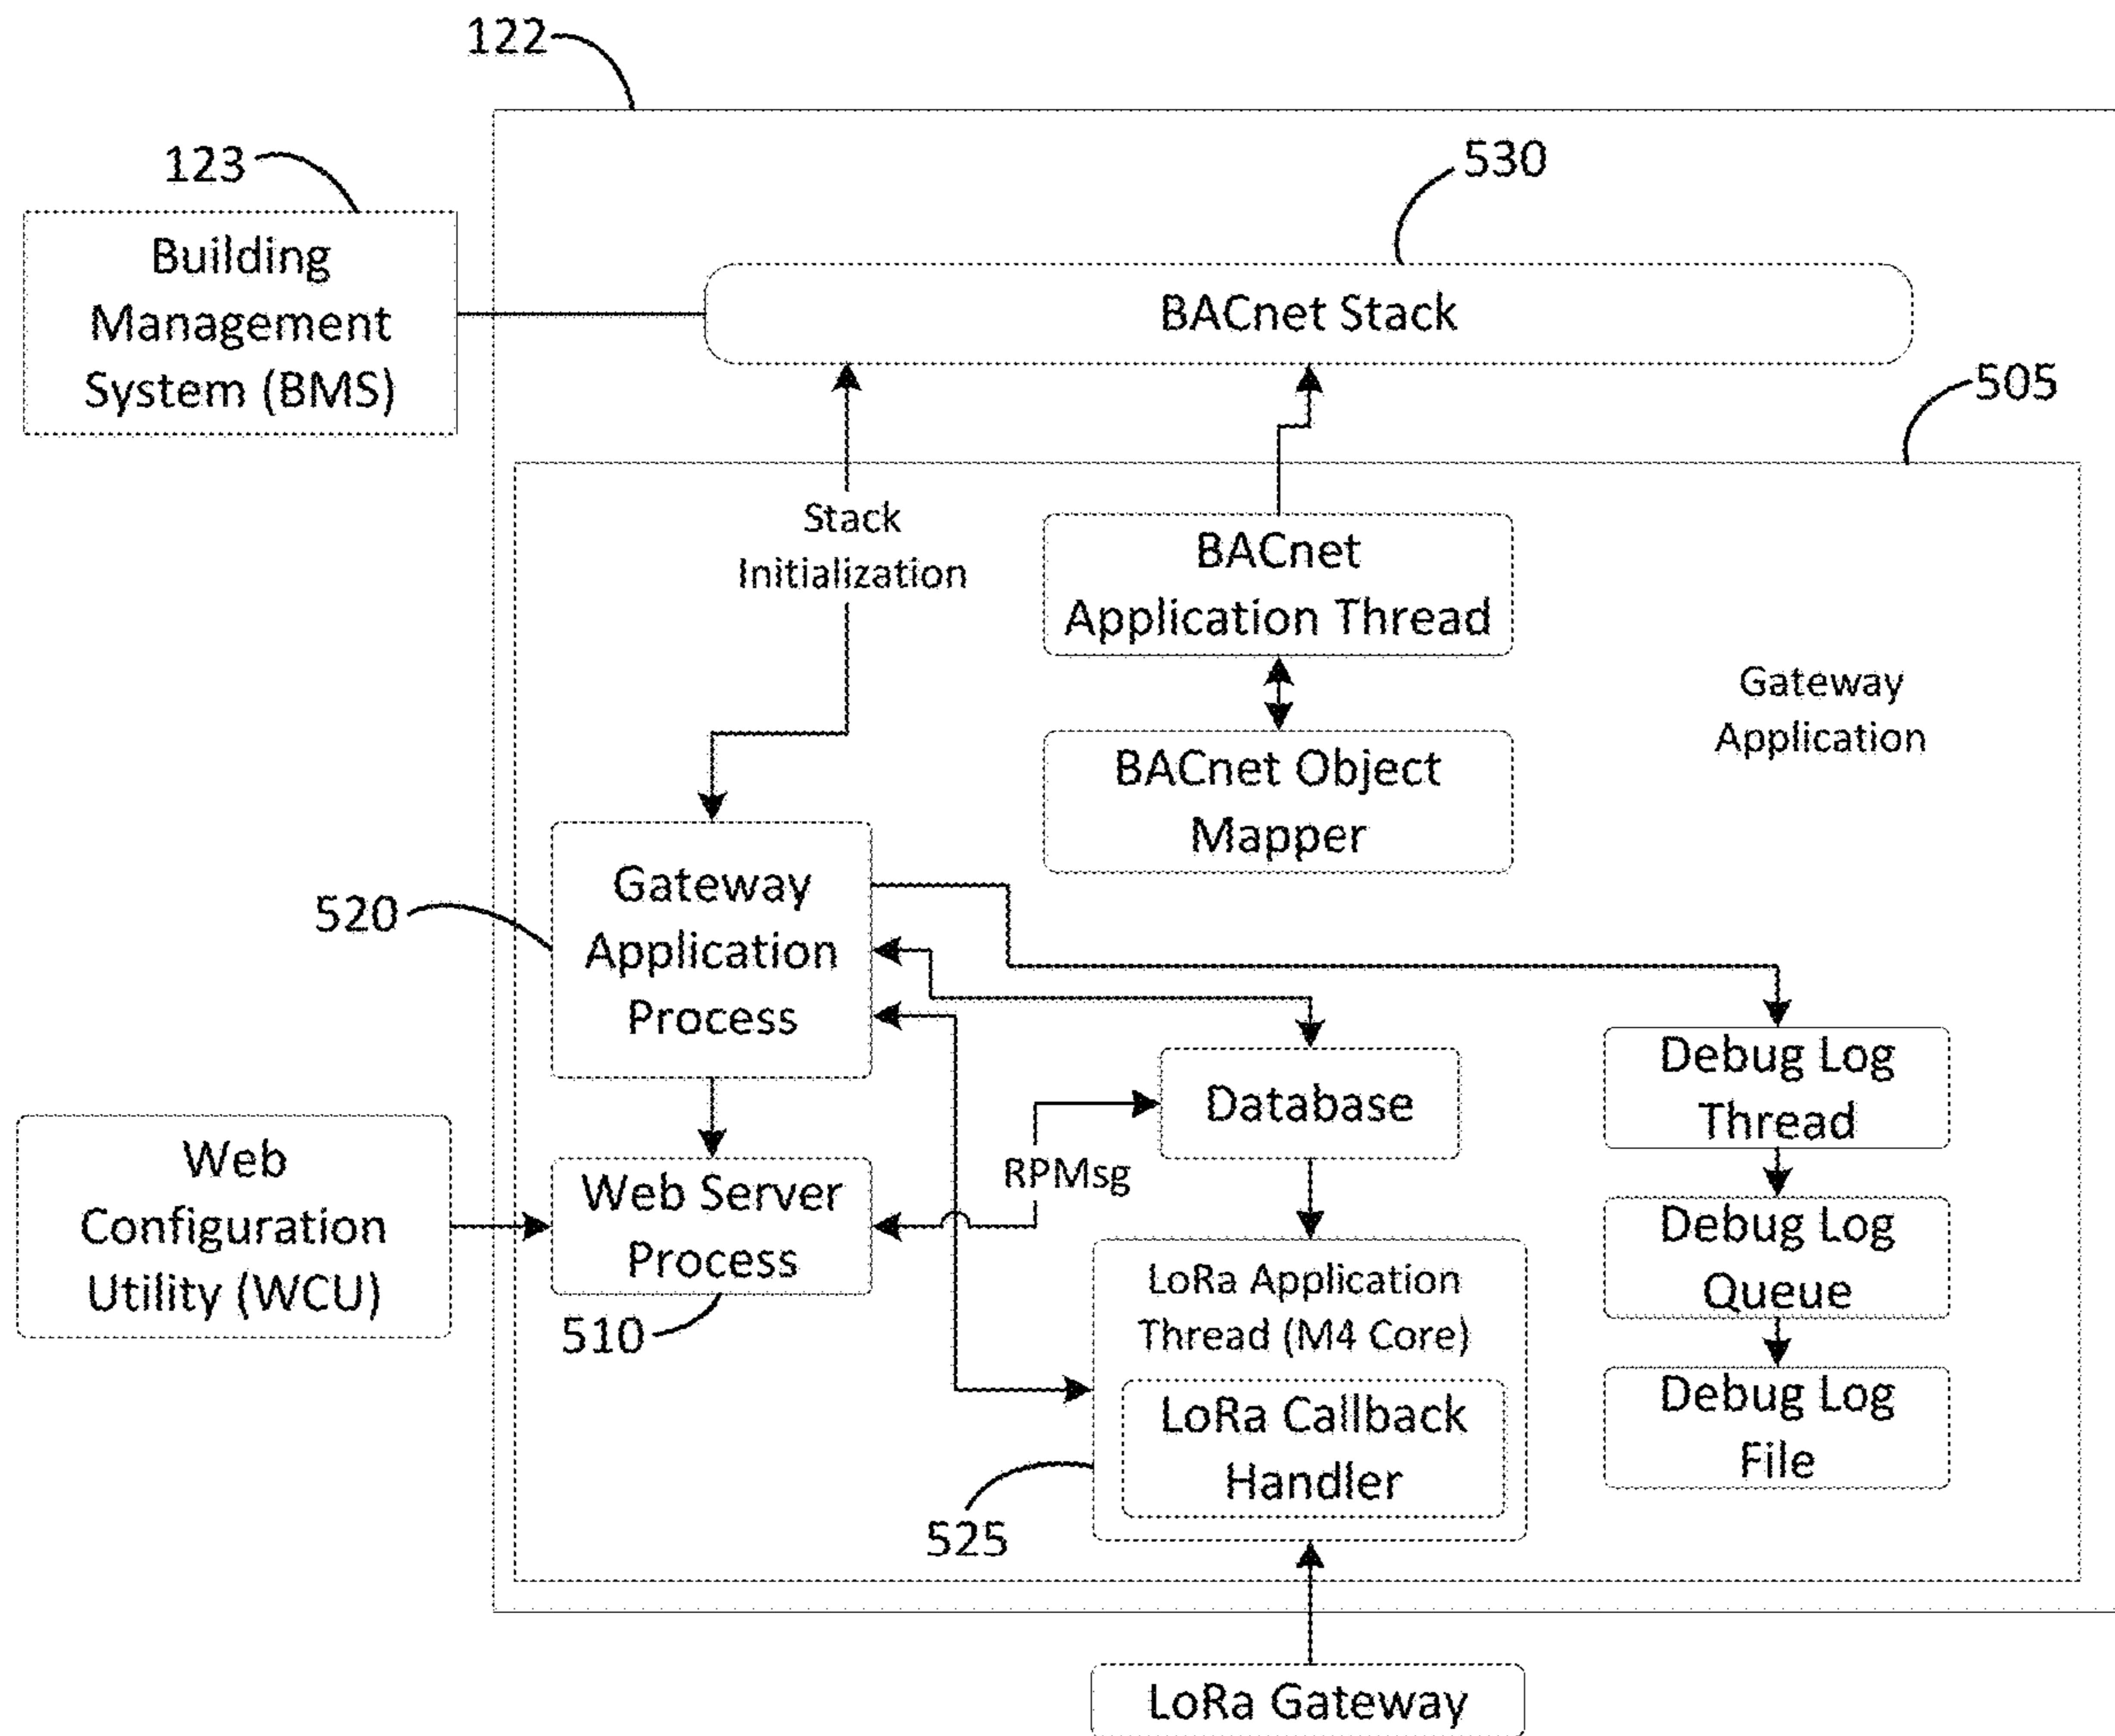 122
123
530
Building
Management
System (BMS)
BACnet Stack
505
Stack
Initialization
BACnet
Application Thread
Gateway
Application
BACnet Object
Mapper
520
Gateway
Application
Process
Database
Debug Log
Thread
Web
Configuration
Utility (WCU)
Web Server
Process
RPMsg
510
Debug Log
Queue
LoRa Application
Thread (M4 Core)
LoRa Callback
Handler
525
Debug Log
File
LoRa Gateway